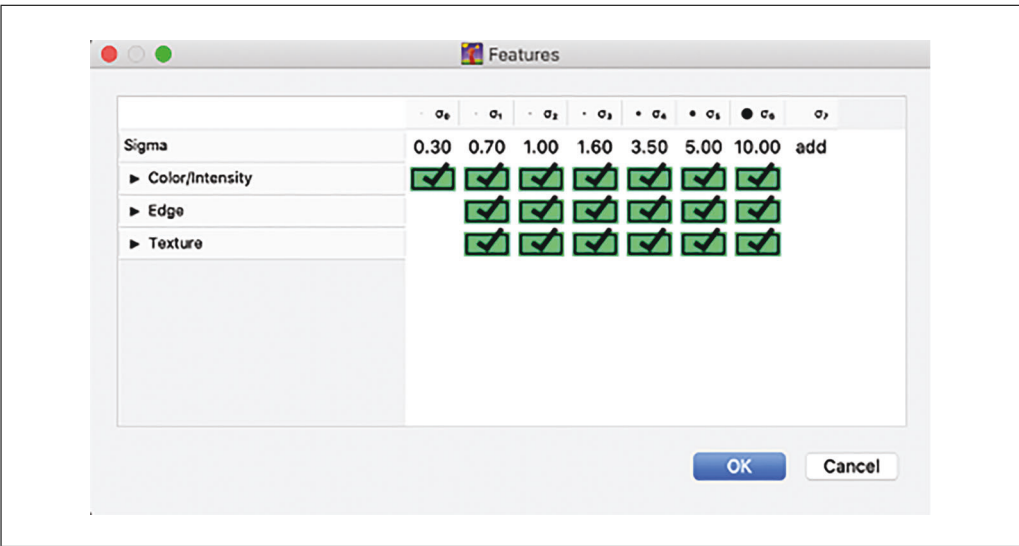 Features
σ₀ σ₁ σ₂ σ₃ σ₄ σ₅ σ₆ σ₇
Sigma 0.30 0.70 1.00 1.60 3.50 5.00 10.00 add
Color/Intensity
Edge
Texture
OK Cancel